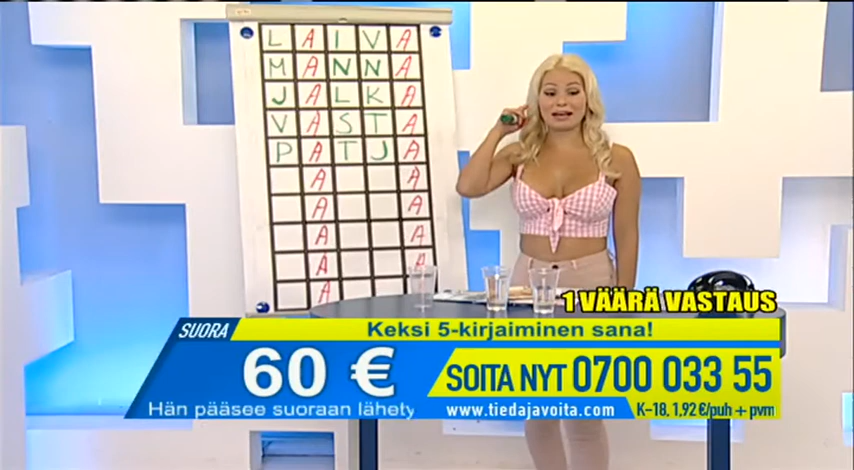 LAIVA
MANNA
JALKA
VASTA
PATJA
A A
A A
A A
A A
A A
1 VÄÄRÄ VASTAUS
SUORA
Keksi 5-kirjaiminen sana!
60 €
SOITA NYT 0700 033 55
Hän pääsee suoraan lähety
www.tiedajavoita.com
K-18, 1,92 €/puh + pvm